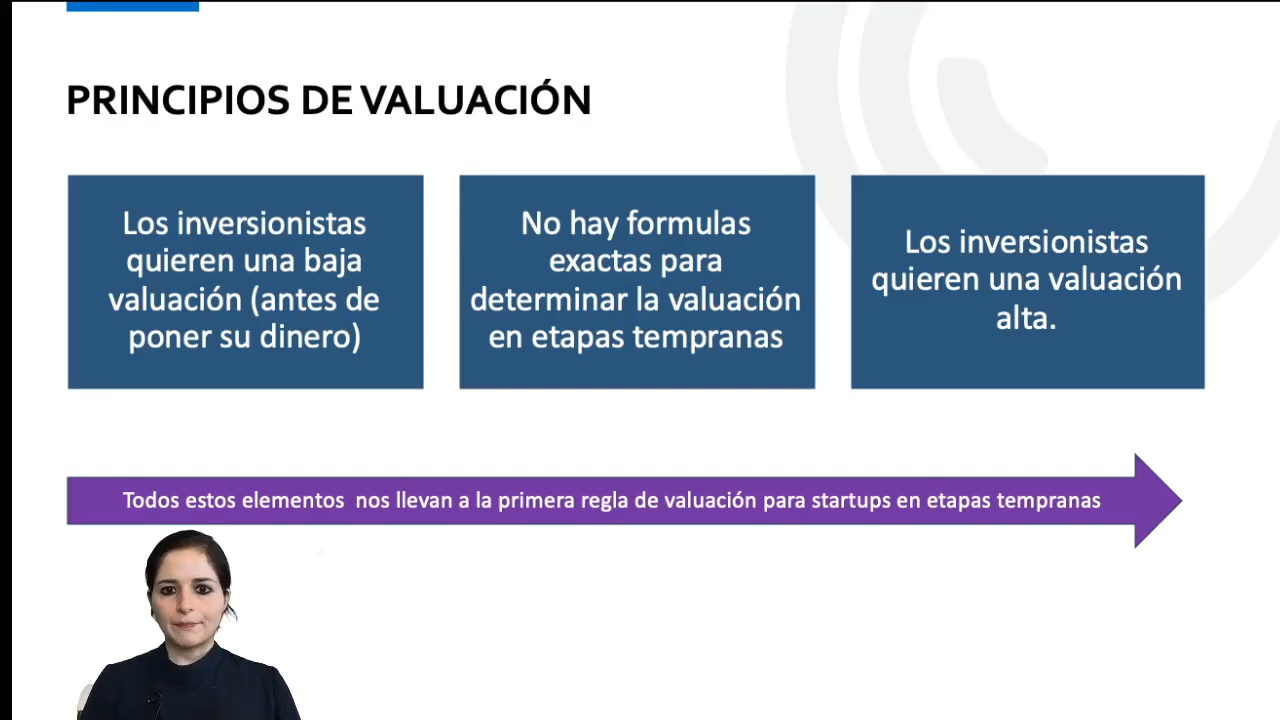 PRINCIPIOS DE VALUACIÓN
Los inversionistas
quieren una baja
valuación (antes de
poner su dinero)
No hay formulas
exactas para
determinar la valuación
en etapas tempranas
Los inversionistas
quieren una valuación
alta.
Todos estos elementos nos llevan a la primera regla de valuación para startups en etapas tempranas